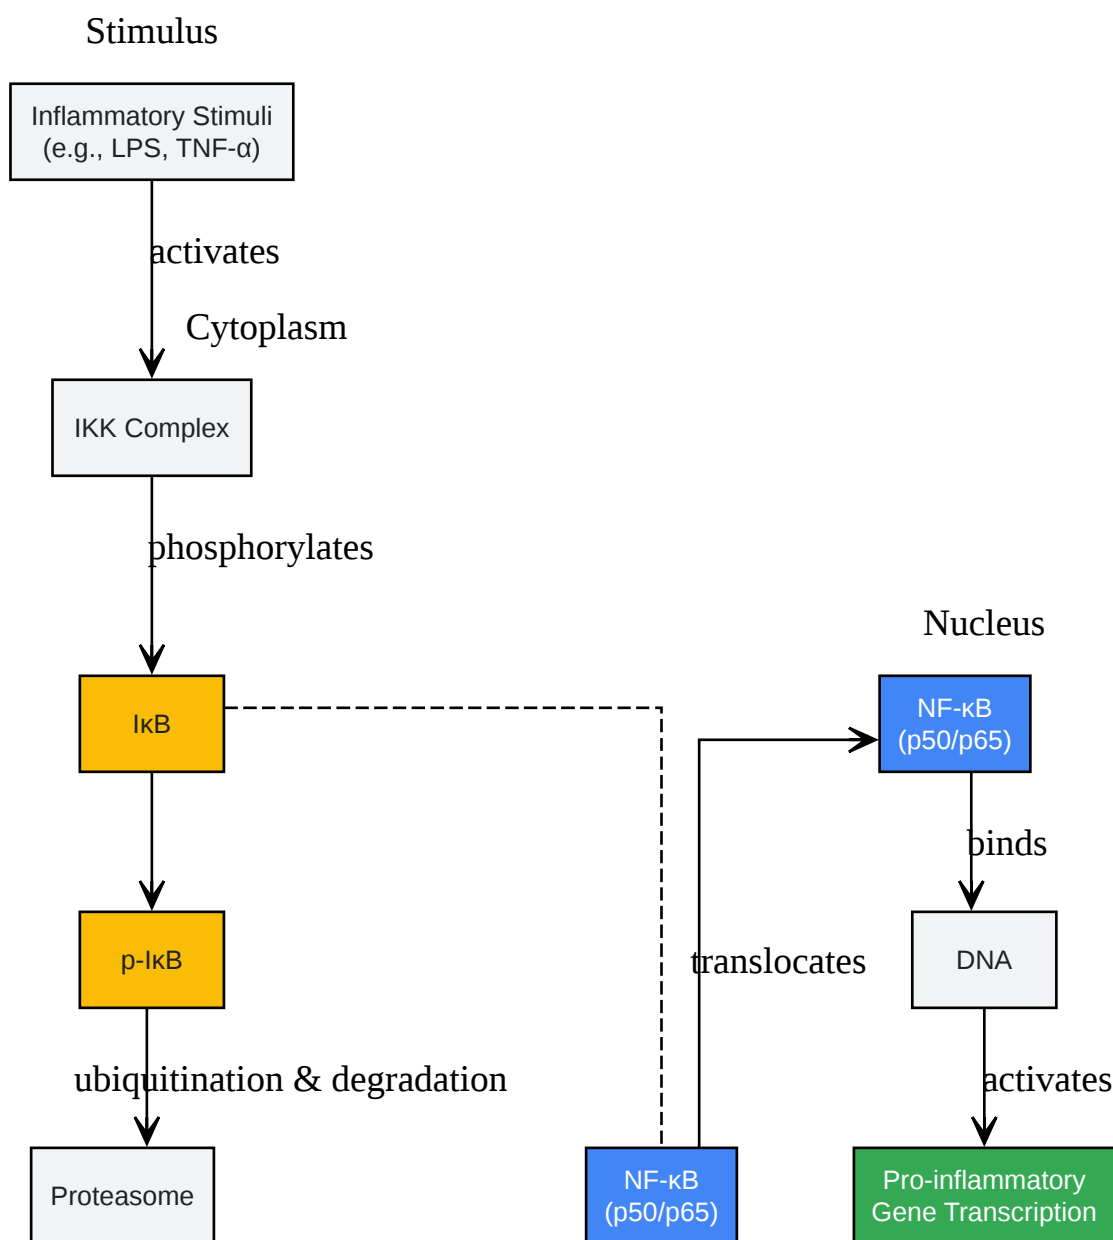 Stimulus
Inflammatory Stimuli
(e.g., LPS, TNF-α)
activates
Cytoplasm
IKK Complex
phosphorylates
Nucleus
IκB
NF-κB
(p50/p65)
binds
p-IκB
translocates
DNA
ubiquitination & degradation
activates
Proteasome
NF-κB
(p50/p65)
Pro-inflammatory
Gene Transcription